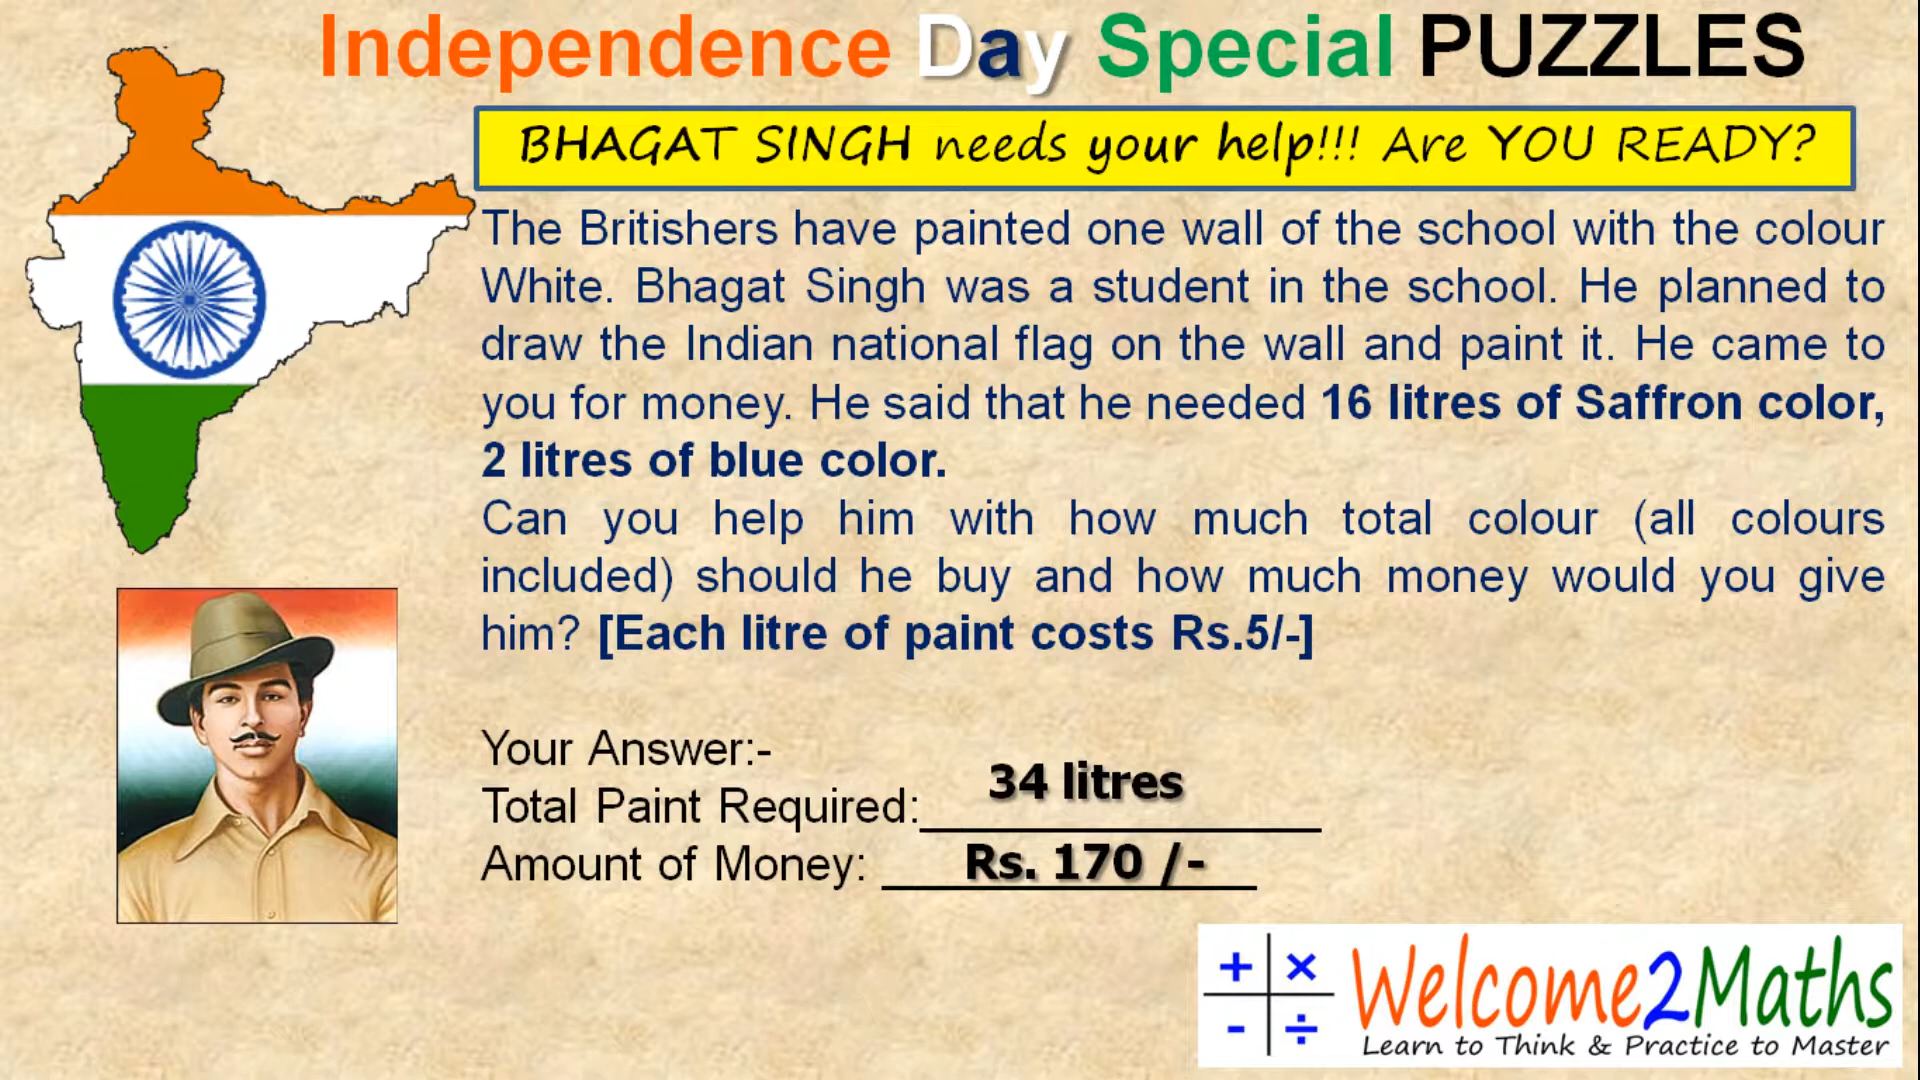 Independence Day Special PUZZLES
BHAGAT SINGH needs your help!!! Are YOU READY?
The Britishers have painted one wall of the school with the colour
White. Bhagat Singh was a student in the school. He planned to
draw the Indian national flag on the wall and paint it. He came to
you for money. He said that he needed 16 litres of Saffron color,
2 litres of blue color.
Can you help him with how much total colour (all colours
included) should he buy and how much money would you give
him? [Each litre of paint costs Rs.5/-]
Your Answer:-
Total Paint Required: 34 litres
Amount of Money: Rs. 170 /-
+ ×
- ÷
Welcome2Maths
Learn to Think & Practice to Master